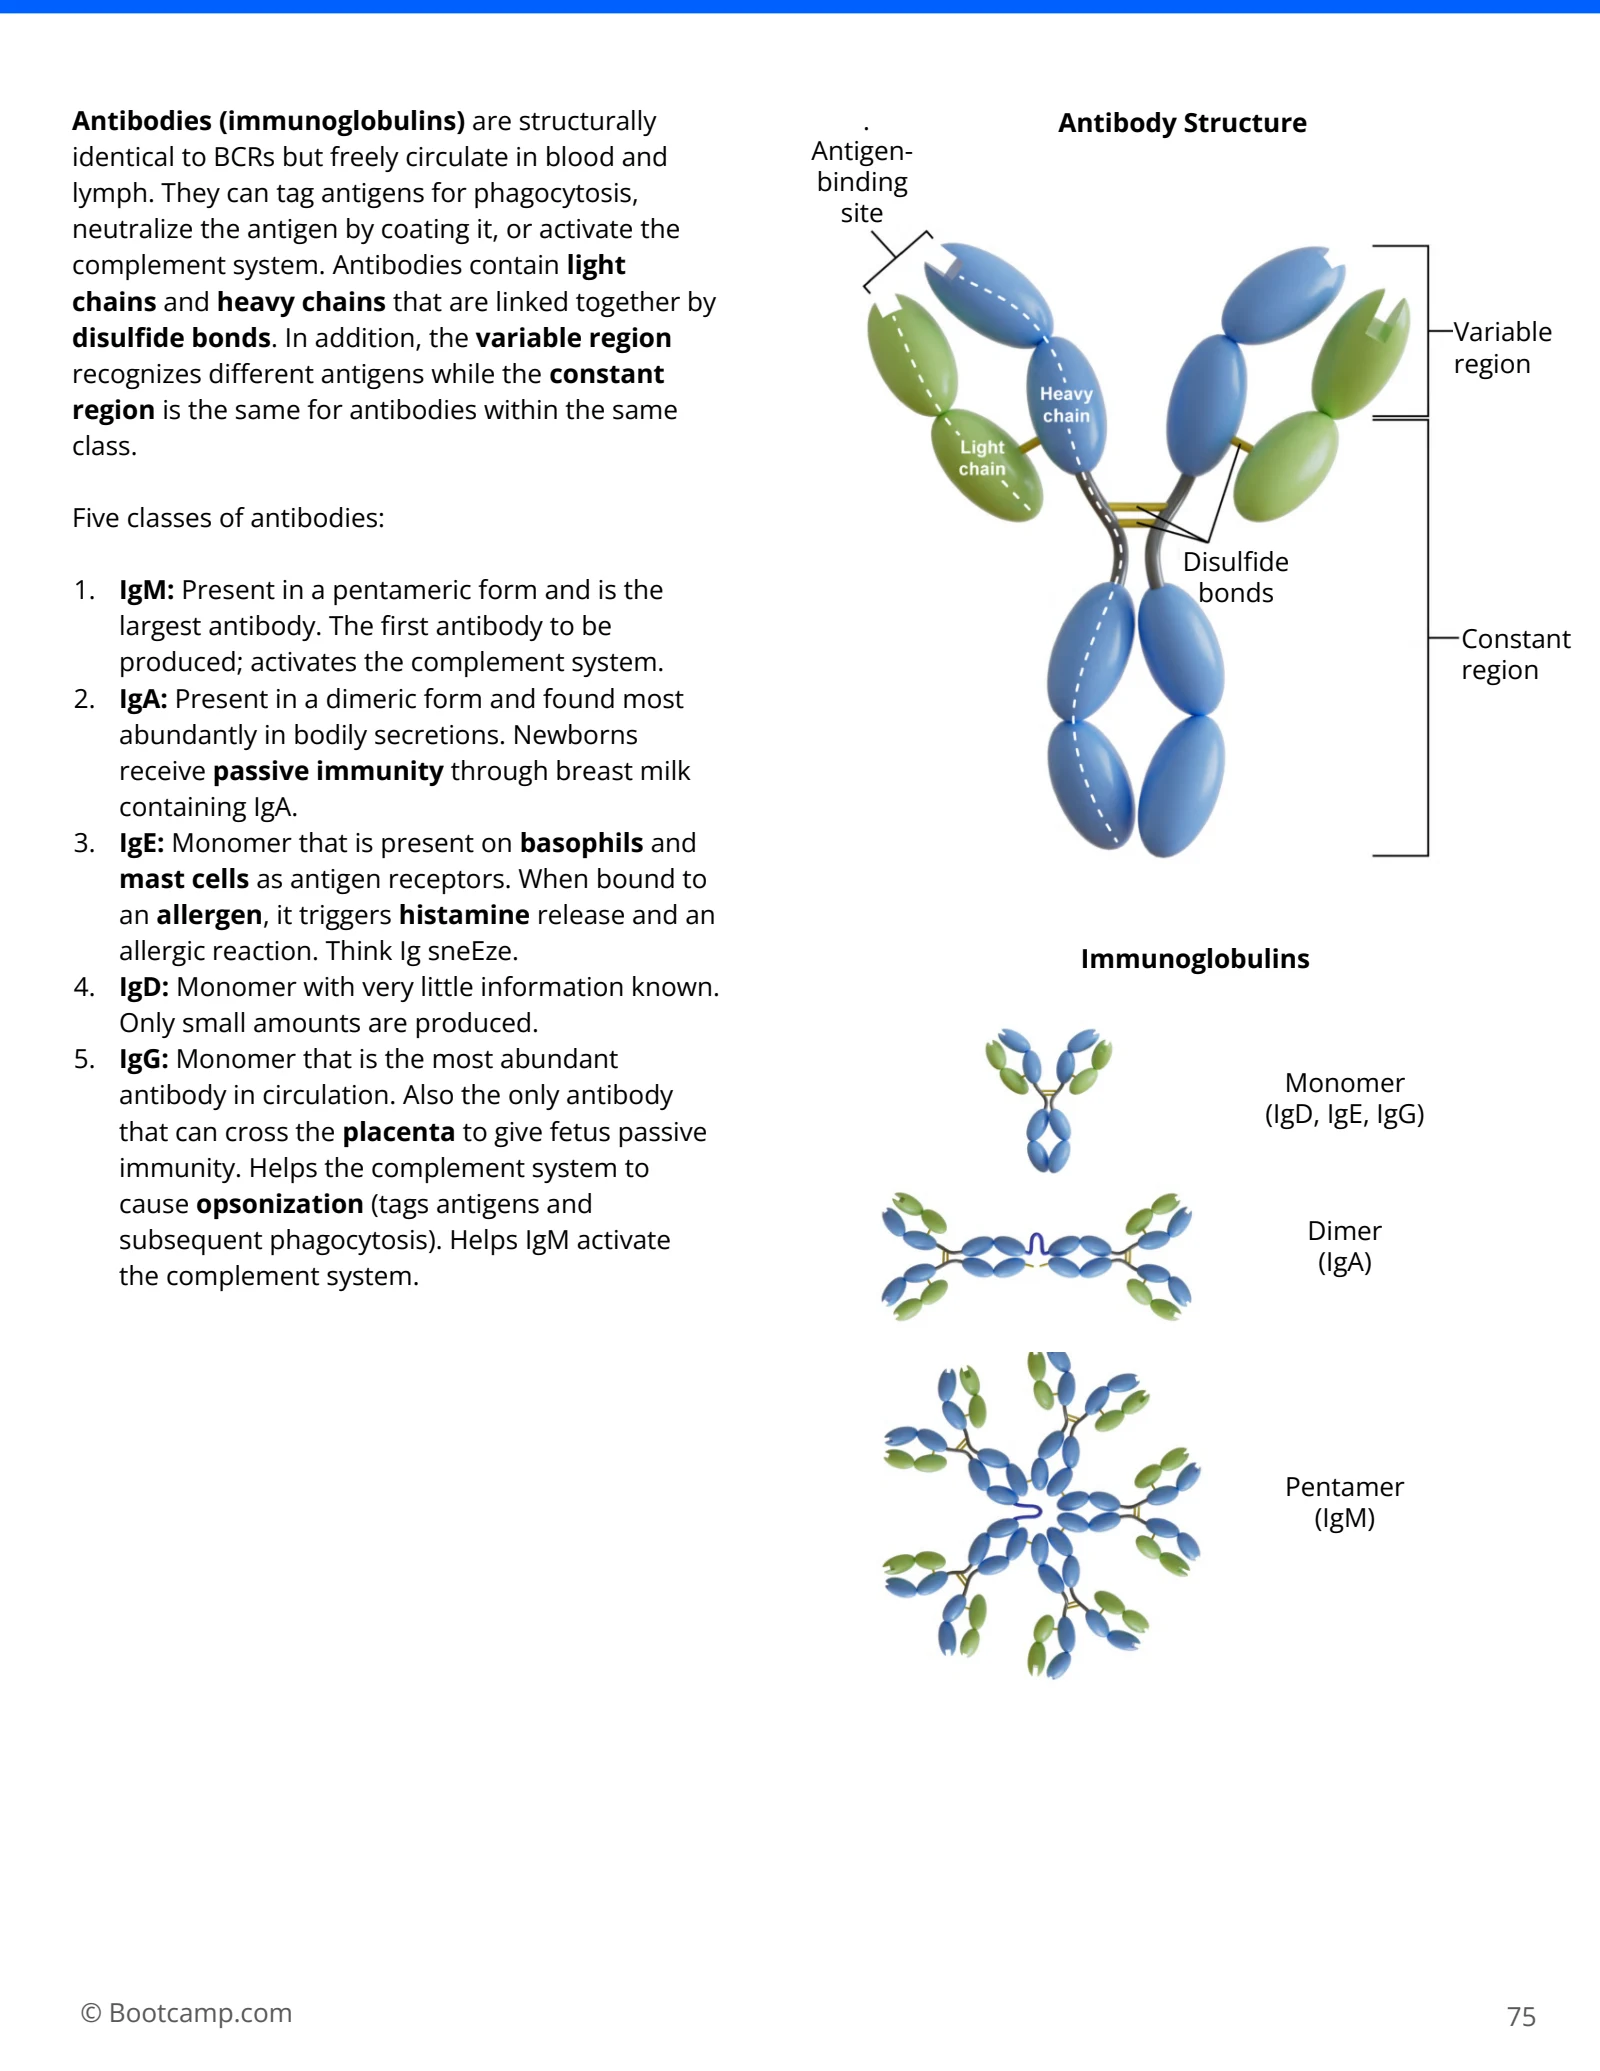 Antibodies (immunoglobulins) are structurally
identical to BCRs but freely circulate in blood and
lymph. They can tag antigens for phagocytosis,
neutralize the antigen by coating it, or activate the
complement system. Antibodies contain light
chains and heavy chains that are linked together by
disulfide bonds. In addition, the variable region
recognizes different antigens while the constant
region is the same for antibodies within the same
class.
Five classes of antibodies:
1. IgM: Present in a pentameric form and is the
largest antibody. The first antibody to be
produced; activates the complement system.
2. IgA: Present in a dimeric form and found most
abundantly in bodily secretions. Newborns
receive passive immunity through breast milk
containing IgA.
3. IgE: Monomer that is present on basophils and
mast cells as antigen receptors. When bound to
an allergen, it triggers histamine release and an
allergic reaction. Think Ig sneEze.
4. IgD: Monomer with very little information known.
Only small amounts are produced.
5. IgG: Monomer that is the most abundant
antibody in circulation. Also the only antibody
that can cross the placenta to give fetus passive
immunity. Helps the complement system to
cause opsonization (tags antigens and
subsequent phagocytosis). Helps IgM activate
the complement system.
Antibody Structure
.
Antigen-
binding
site
Variable
region
Heavy
chain
Light
chain
Disulfide
bonds
Constant
region
Immunoglobulins
Monomer
(IgD, IgE, IgG)
Dimer
(IgA)
Pentamer
(IgM)
© Bootcamp.com
75